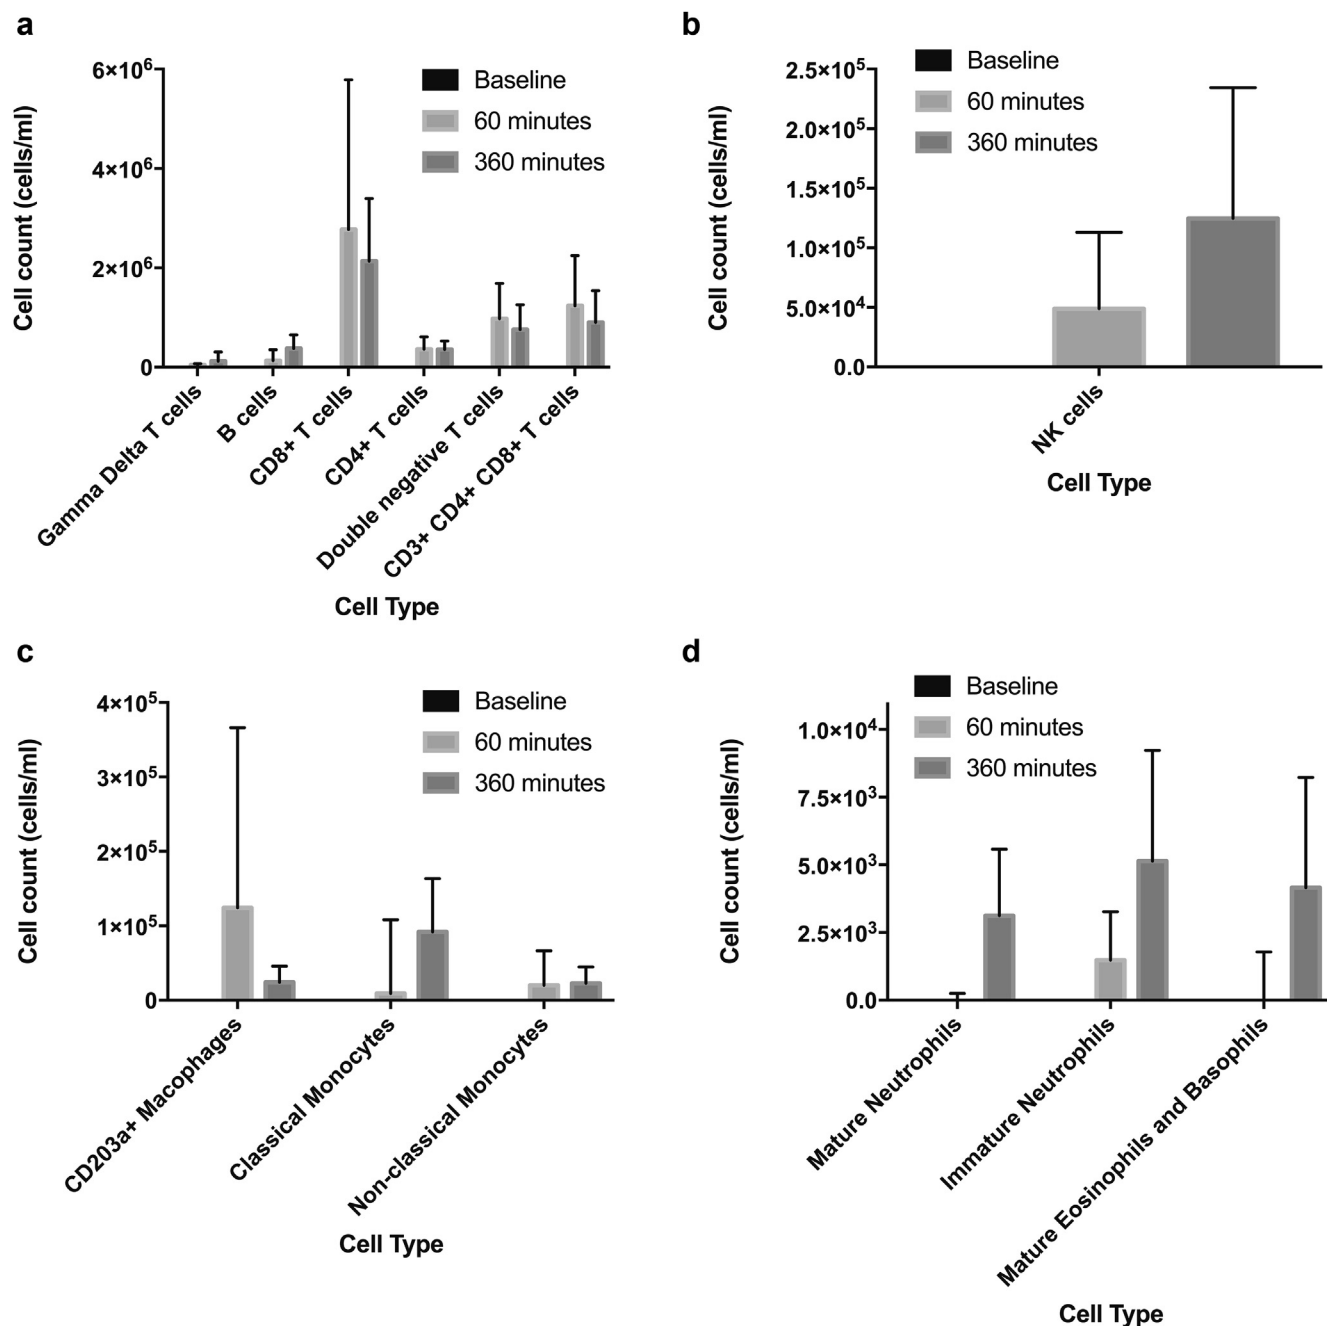 a
6×10⁶
4×10⁶
2×10⁶
0
Cell count (cells/ml)
Baseline
60 minutes
360 minutes
Gamma Delta T cells
B cells
CD8+ T cells
CD4+ T cells
Double negative T cells
CD3+ CD4+ CD8+ T cells
Cell Type
b
2.5×10⁵
2.0×10⁵
1.5×10⁵
1.0×10⁵
5.0×10⁴
0.0
Cell count (cells/ml)
Baseline
60 minutes
360 minutes
NK cells
Cell Type
c
4×10⁵
3×10⁵
2×10⁵
1×10⁵
0
Cell count (cells/ml)
Baseline
60 minutes
360 minutes
CD203a+ Macophages
Classical Monocytes
Non-classical Monocytes
Cell Type
d
1.0×10⁴
7.5×10³
5.0×10³
2.5×10³
0.0
Cell count (cells/ml)
Baseline
60 minutes
360 minutes
Mature Neutrophils
Immature Neutrophils
Mature Eosinophils and Basophils
Cell Type